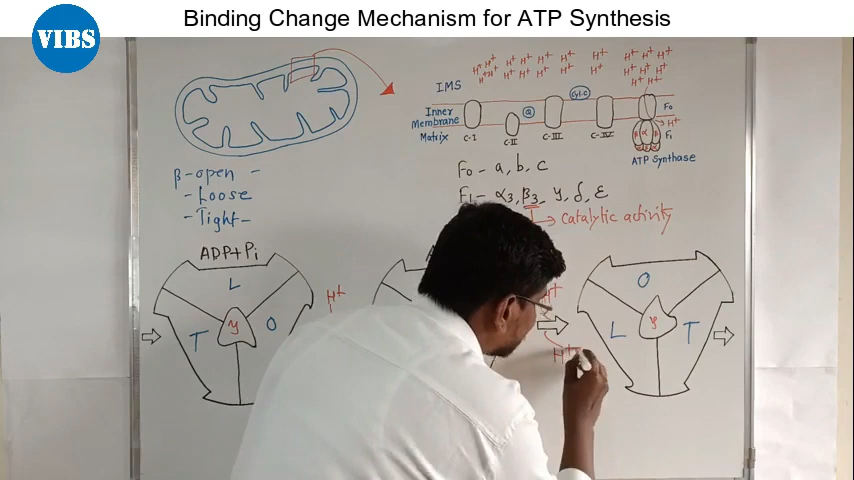 Binding Change Mechanism for ATP Synthesis
VIBS
H+ H+ H+ H+ H+ H+ H+ H+ H+ H+
H+H+ H+ H+ H+ H+ H+ H+ H+ H+
H+ H+ H+
IMS
Inner
Membrane
Matrix
Q
Cyt.C
C-I
C-II
C-III
C-IV
Fo
H+
β α β
F1
ATP Synthase
β-open -
- Loose
- Tight-
Fo - a, b, c
F1 - α3, β3, γ, δ, ε
→ Catalytic activity
ADP+Pi
L
T
O
γ
H+
A
H+
H+
O
L
T
γ